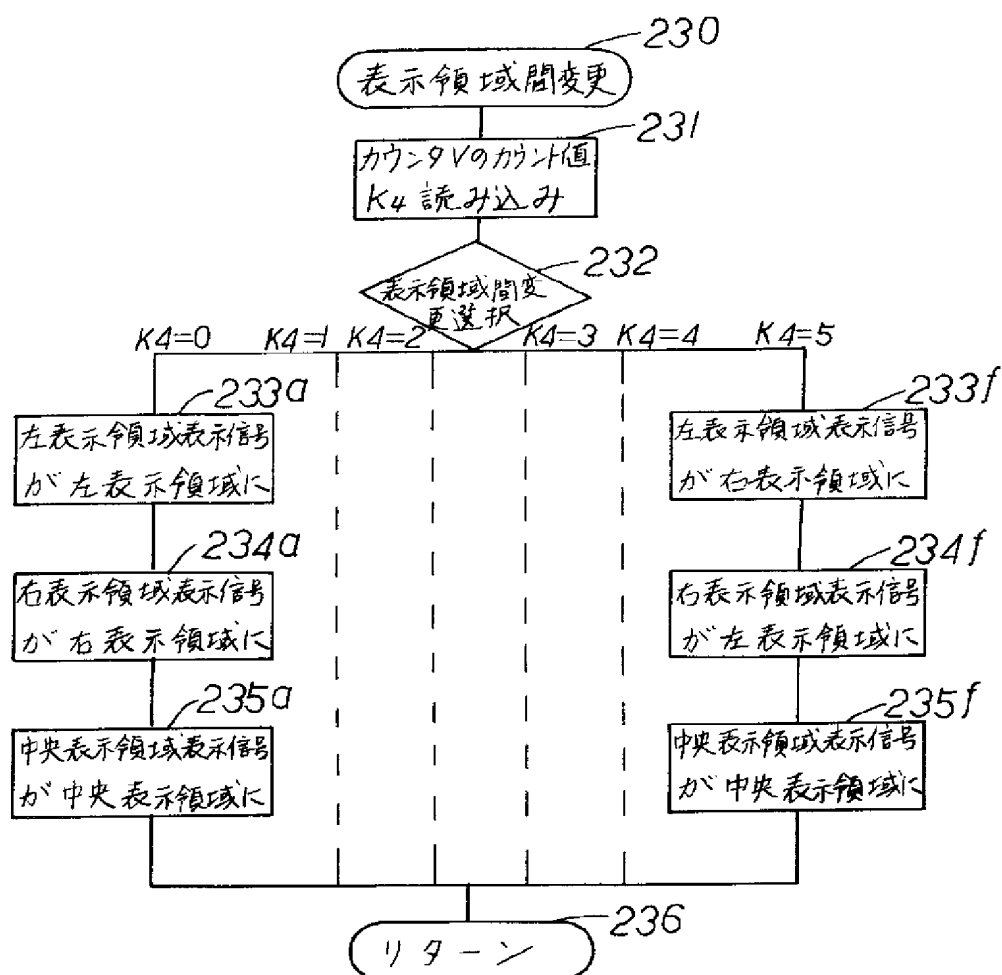 230
表示領域間変更
231
カウンタVのカウント値
K4 読み込み
232
表示領域間変
更選択
K4=0 K4=1 K4=2 K4=3 K4=4 K4=5
233a
左表示領域表示信号
が左表示領域に
233f
左表示領域表示信号
が右表示領域に
234a
右表示領域表示信号
が右表示領域に
234f
右表示領域表示信号
が左表示領域に
235a
中央表示領域表示信号
が中央表示領域に
235f
中央表示領域表示信号
が中央表示領域に
236
リターン